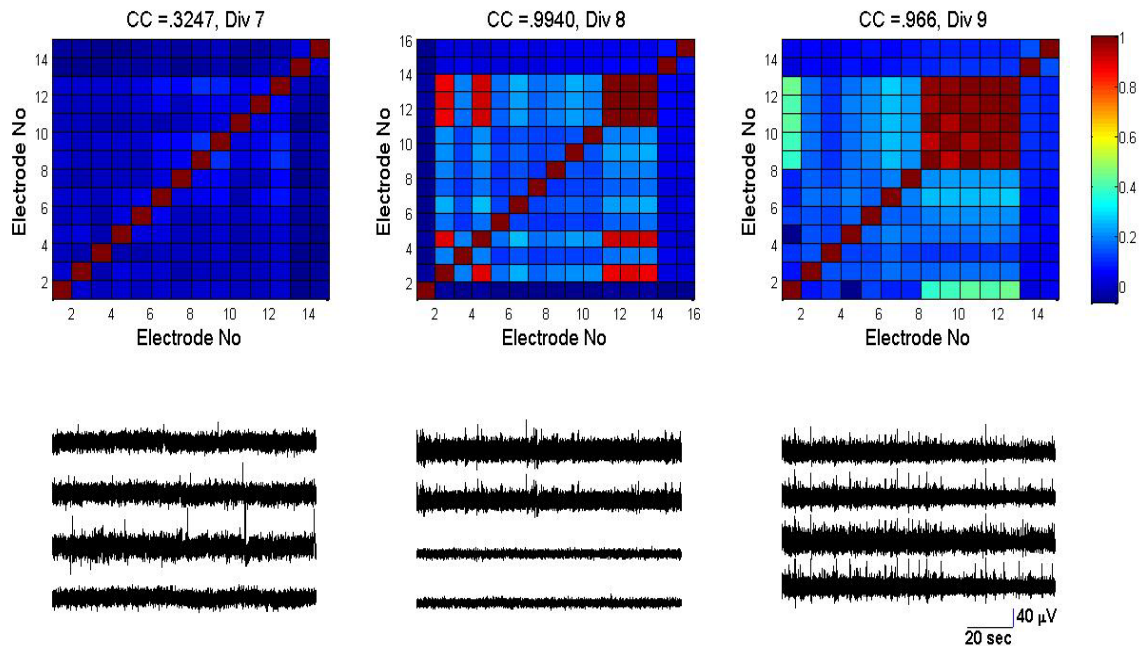 CC =.3247, Div 7
CC =.9940, Div 8
CC =.966, Div 9
Electrode No
14
12
10
8
6
4
2
2 4 6 8 10 12 14
Electrode No
Electrode No
16
14
12
10
8
6
4
2
2 4 6 8 10 12 14 16
Electrode No
Electrode No
14
12
10
8
6
4
2
2 4 6 8 10 12 14
Electrode No
1
0.8
0.6
0.4
0.2
0
40 µV
20 sec